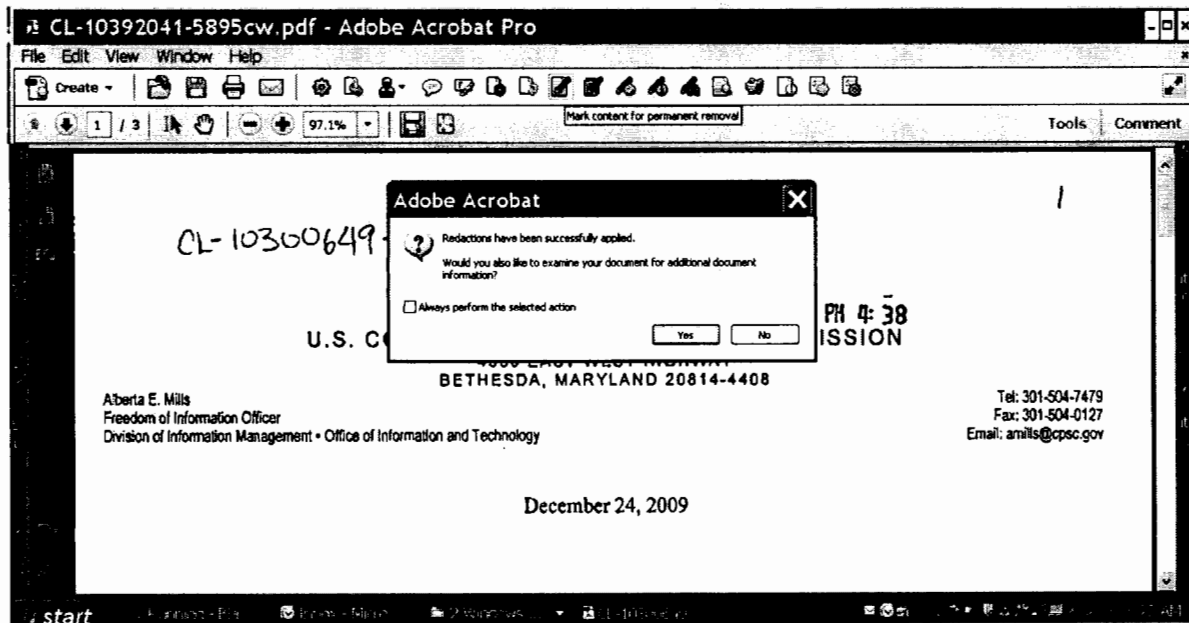 CL-10392041-5895cw.pdf - Adobe Acrobat Pro
File Edit View Window Help
Create
1 / 3 97.1% Tools Comment
Mark content for permanent removal
1
Adobe Acrobat
CL-10300649
Redactions have been successfully applied.
Would you also like to examine your document for additional document
information?
Always perform the selected action
Yes No
PM 4: 38
U.S. CO ISSION
BETHESDA, MARYLAND 20814-4408
Alberta E. Mills
Freedom of Information Officer
Division of Information Management • Office of Information and Technology
Tel: 301-504-7479
Fax: 301-504-0127
Email: amills@cpsc.gov
December 24, 2009
start